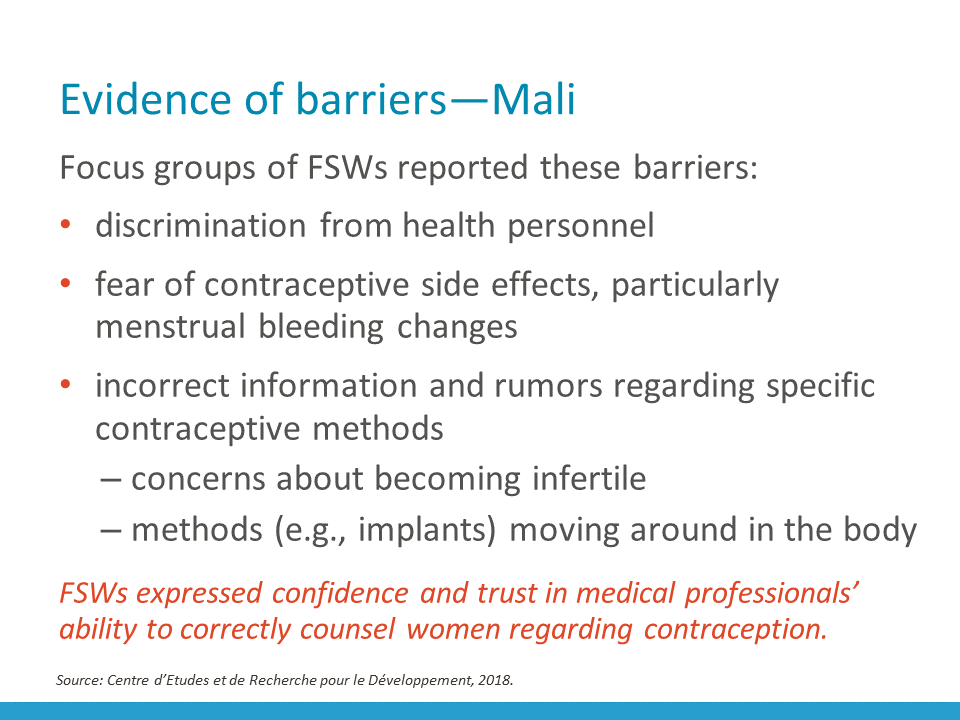 Evidence of barriers—Mali
Focus groups of FSWs reported these barriers:
• discrimination from health personnel
• fear of contraceptive side effects, particularly
menstrual bleeding changes
• incorrect information and rumors regarding specific
contraceptive methods
– concerns about becoming infertile
– methods (e.g., implants) moving around in the body
FSWs expressed confidence and trust in medical professionals’
ability to correctly counsel women regarding contraception.
Source: Centre d’Etudes et de Recherche pour le Développement, 2018.